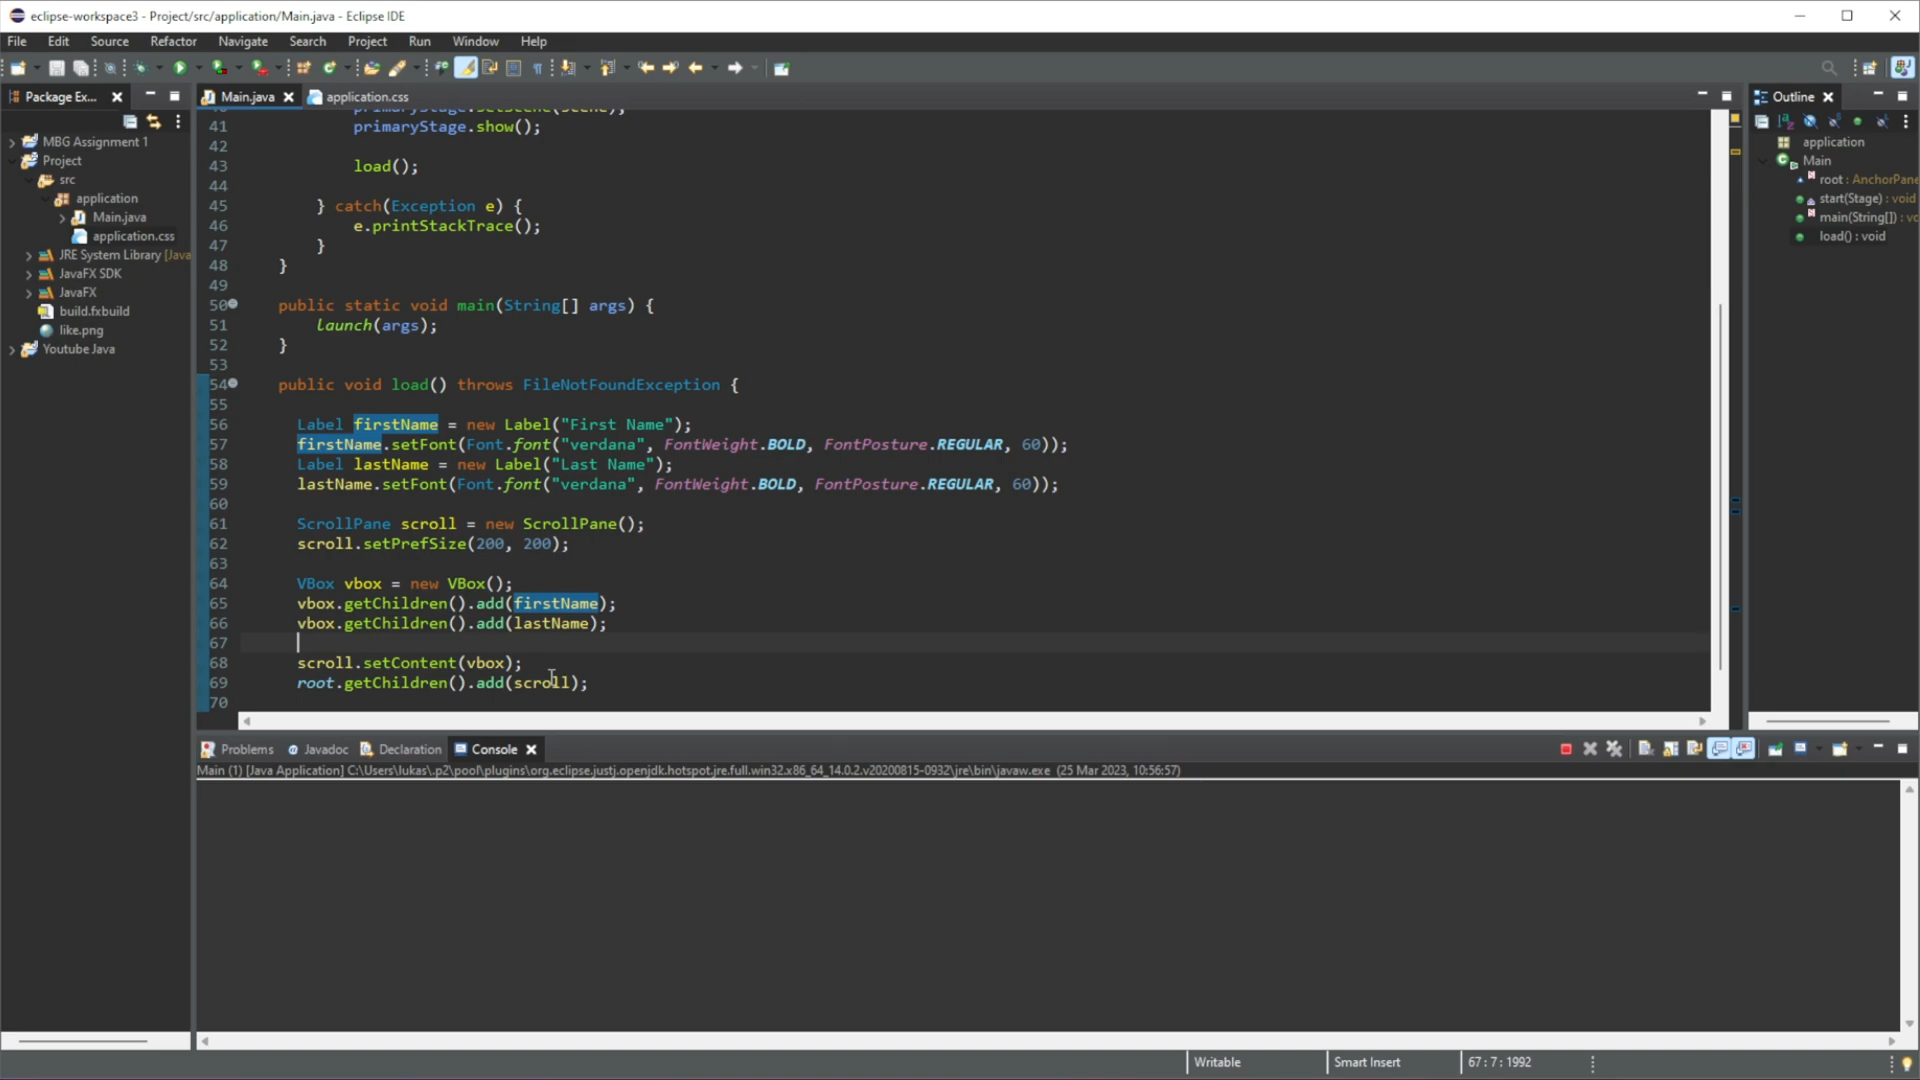 eclipse-workspace3 - Project/src/application/Main.java - Eclipse IDE
File Edit Source Refactor Navigate Search Project Run Window Help
Package Ex...
Main.java
application.css
Outline
MBG Assignment 1
Project
src
application
Main.java
application.css
JRE System Library [Java
JavaFX SDK
JavaFX
build.fxbuild
like.png
Youtube Java
41 primaryStage.show();
42
43 load();
44
45 } catch(Exception e) {
46 e.printStackTrace();
47 }
48 }
49
50 public static void main(String[] args) {
51 launch(args);
52 }
53
54 public void load() throws FileNotFoundException {
55
56 Label firstName = new Label("First Name");
57 firstName.setFont(Font.font("verdana", FontWeight.BOLD, FontPosture.REGULAR, 60));
58 Label lastName = new Label("Last Name");
59 lastName.setFont(Font.font("verdana", FontWeight.BOLD, FontPosture.REGULAR, 60));
60
61 ScrollPane scroll = new ScrollPane();
62 scroll.setPrefSize(200, 200);
63
64 VBox vbox = new VBox();
65 vbox.getChildren().add(firstName);
66 vbox.getChildren().add(lastName);
67
68 scroll.setContent(vbox);
69 root.getChildren().add(scroll);
70
application
Main
root : AnchorPane
start(Stage) : void
main(String[]) : vo
load() : void
Problems Javadoc Declaration Console
Main (1) [Java Application] C:\Users\lukas\.p2\pool\plugins\org.eclipse.justj.openjdk.hotspot.jre.full.win32.x86_64_14.0.2.v20200815-0932\jre\bin\javaw.exe (25 Mar 2023, 10:56:57)
Writable
Smart Insert
67 : 7 : 1992